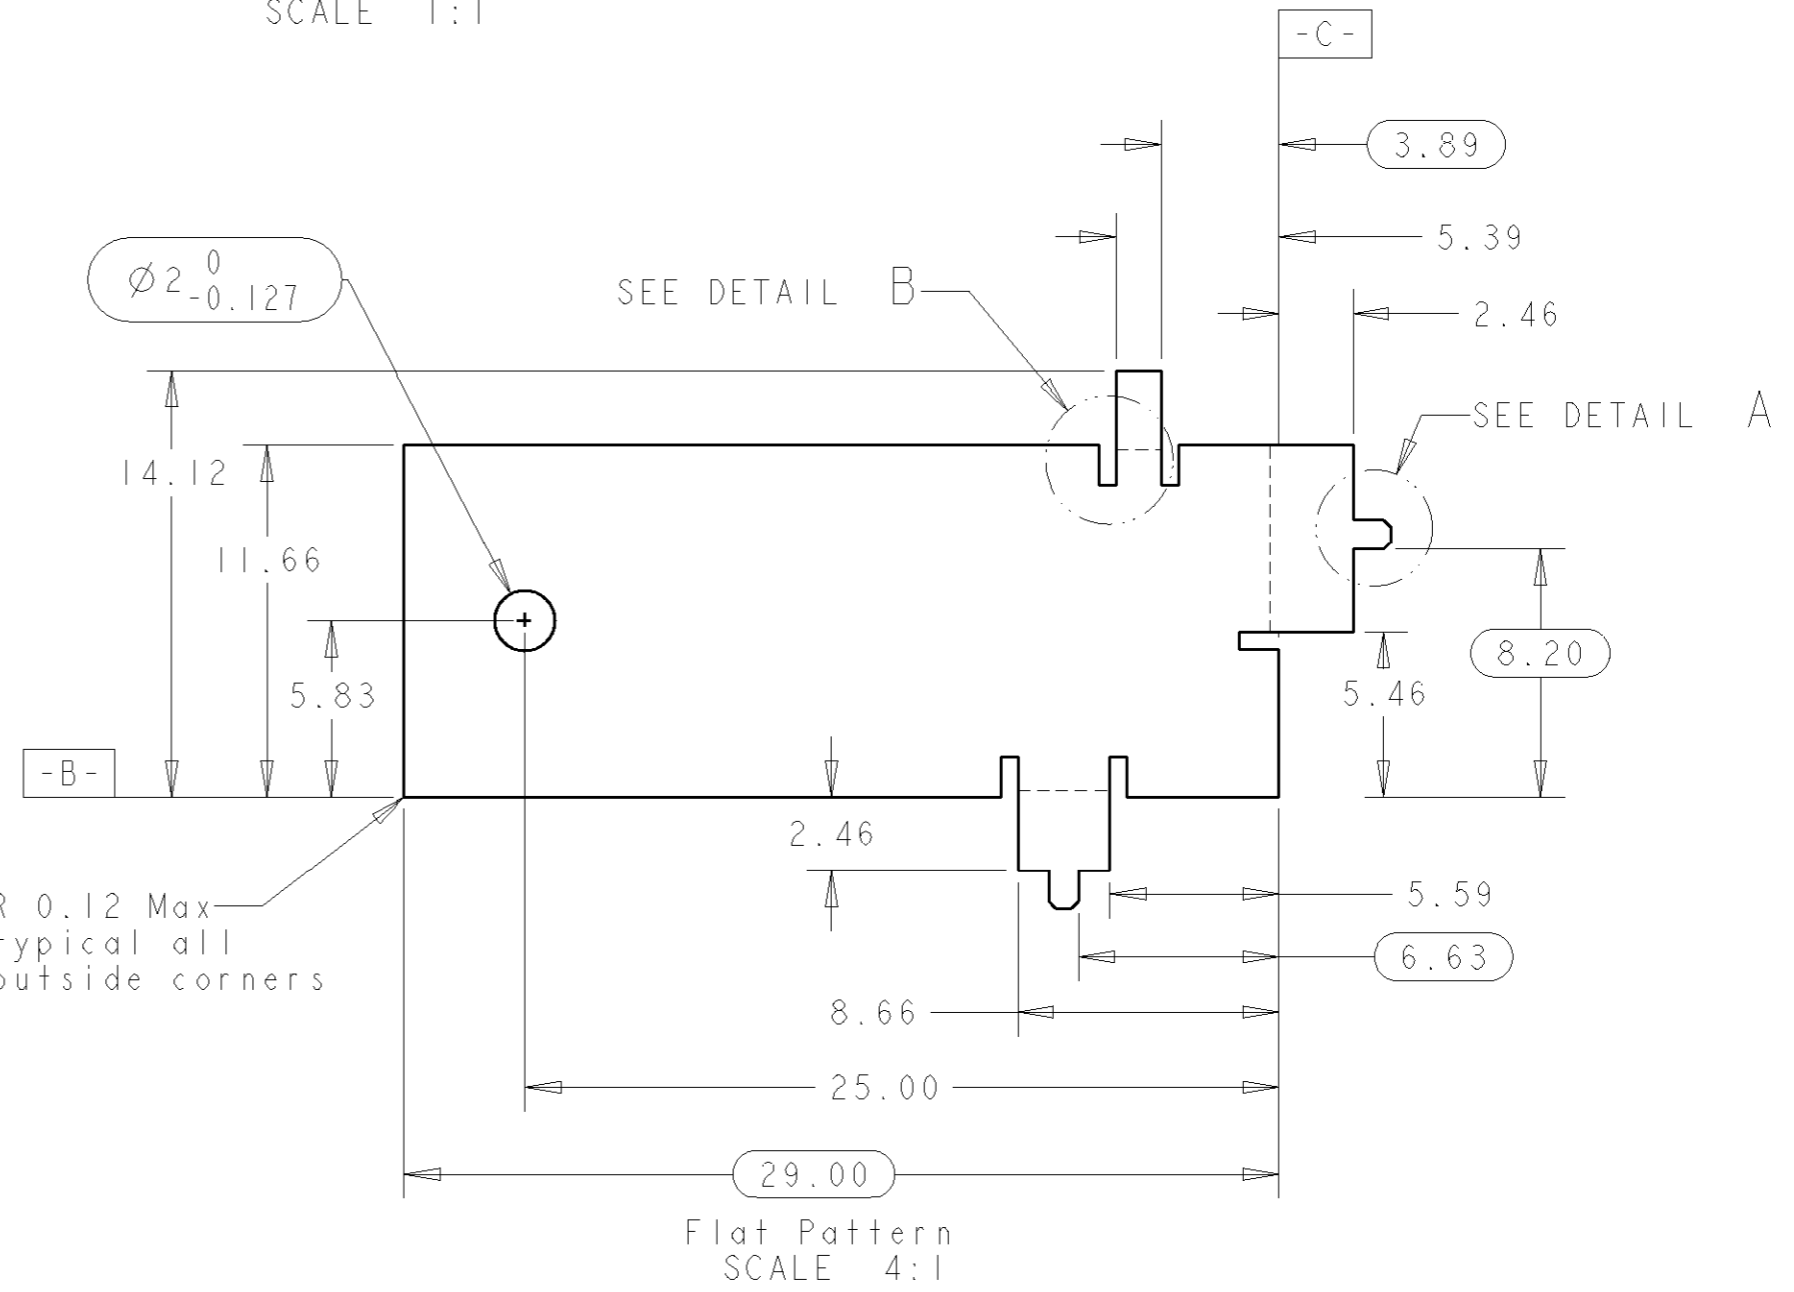 SCALE 1:1
-C-
3.89
5.39
Ø2 0 -0.127
SEE DETAIL B
2.46
SEE DETAIL A
14.12
11.66
8.20
5.83
5.46
-B-
2.46
5.59
R 0.12 Max
typical all
outside corners
6.63
8.66
25.00
29.00
Flat Pattern
SCALE 4:1